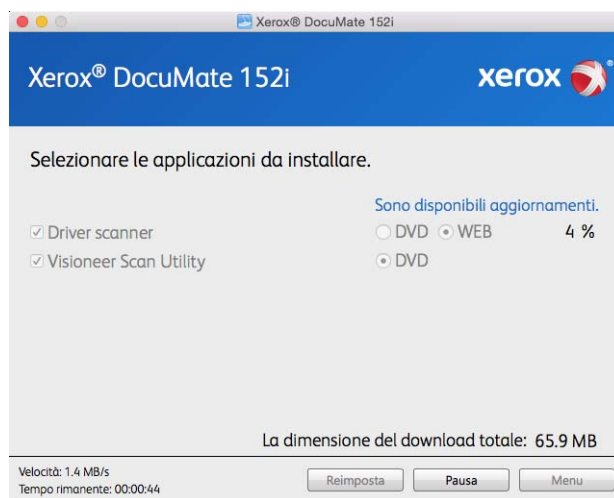 Xerox® DocuMate 152i
Xerox® DocuMate 152i
xerox®
Selezionare le applicazioni da installare.
Sono disponibili aggiornamenti.
Driver scanner DVD WEB 4 %
Visioneer Scan Utility DVD
La dimensione del download totale: 65.9 MB
Velocità: 1.4 MB/s
Tempo rimanente: 00:00:44
Reimposta Pausa Menu